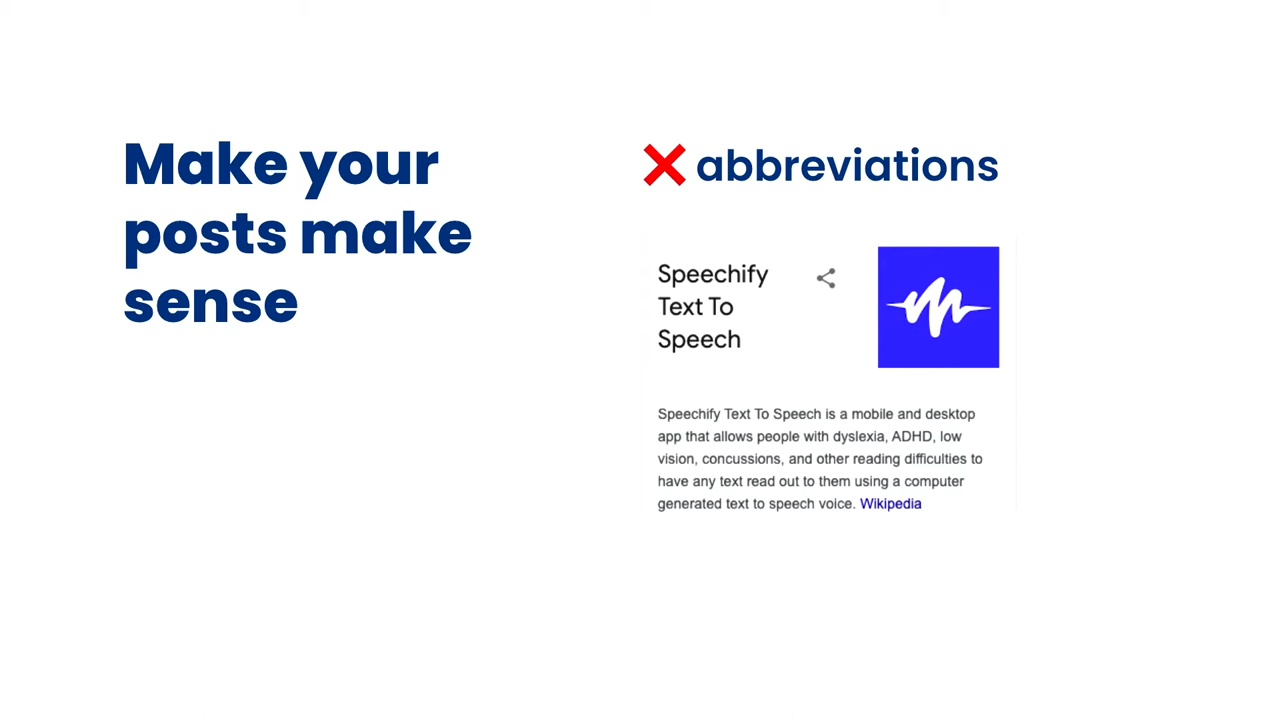 Make your
posts make
sense
❌ abbreviations
Speechify
Text To
Speech
Speechify Text To Speech is a mobile and desktop
app that allows people with dyslexia, ADHD, low
vision, concussions, and other reading difficulties to
have any text read out to them using a computer
generated text to speech voice. Wikipedia